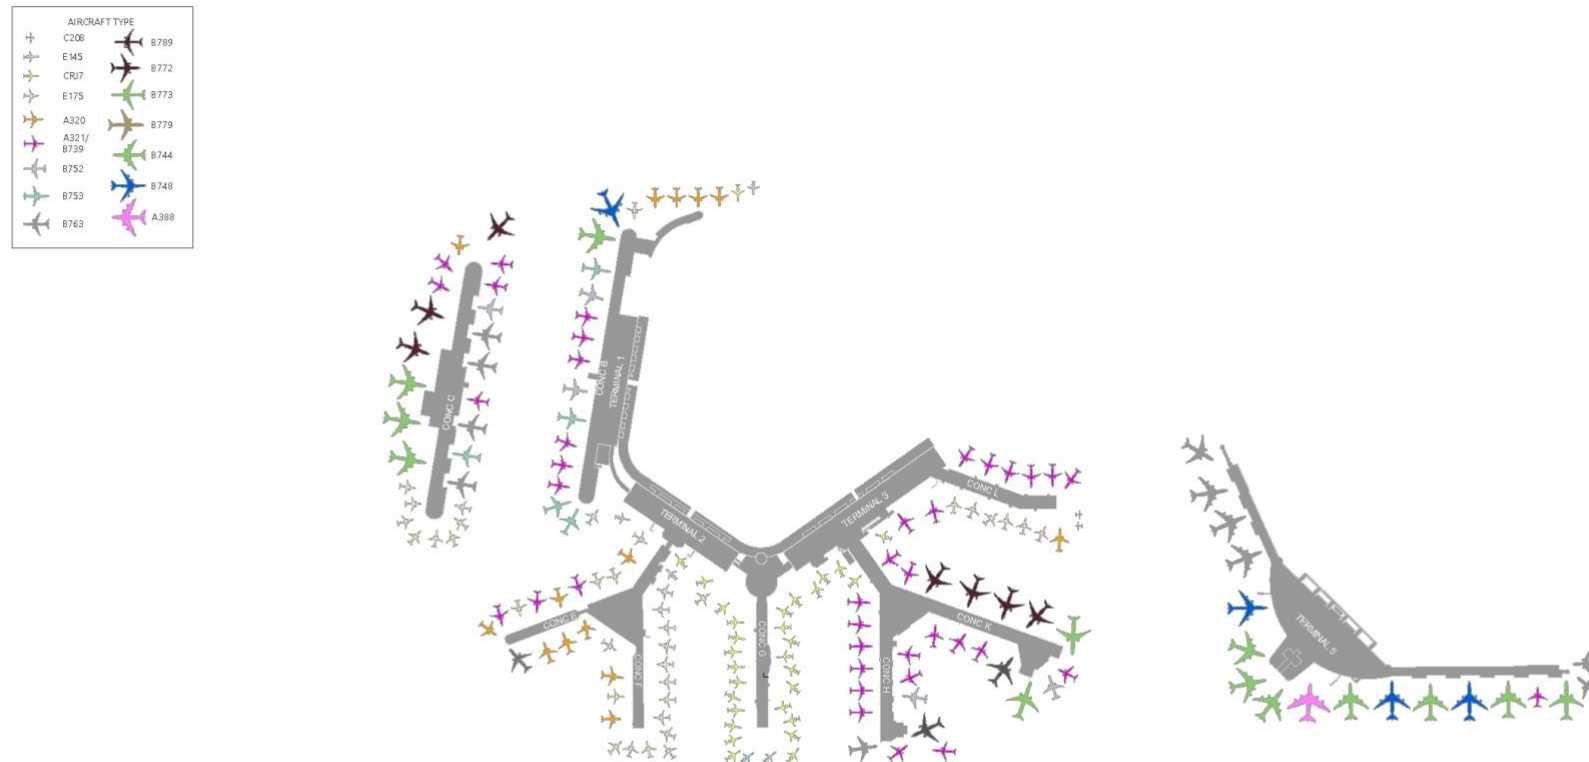 AIRCRAFT TYPE
C208
E145
CRJ7
E175
A320
A321/
B739
B752
B753
B763
B789
B772
B773
B779
B744
B748
A388
CONC C
CONC B
TERMINAL 1
TERMINAL 2
TERMINAL 3
CONC L
CONC E
CONC F
CONC G
CONC H
CONC K
TERMINAL 5